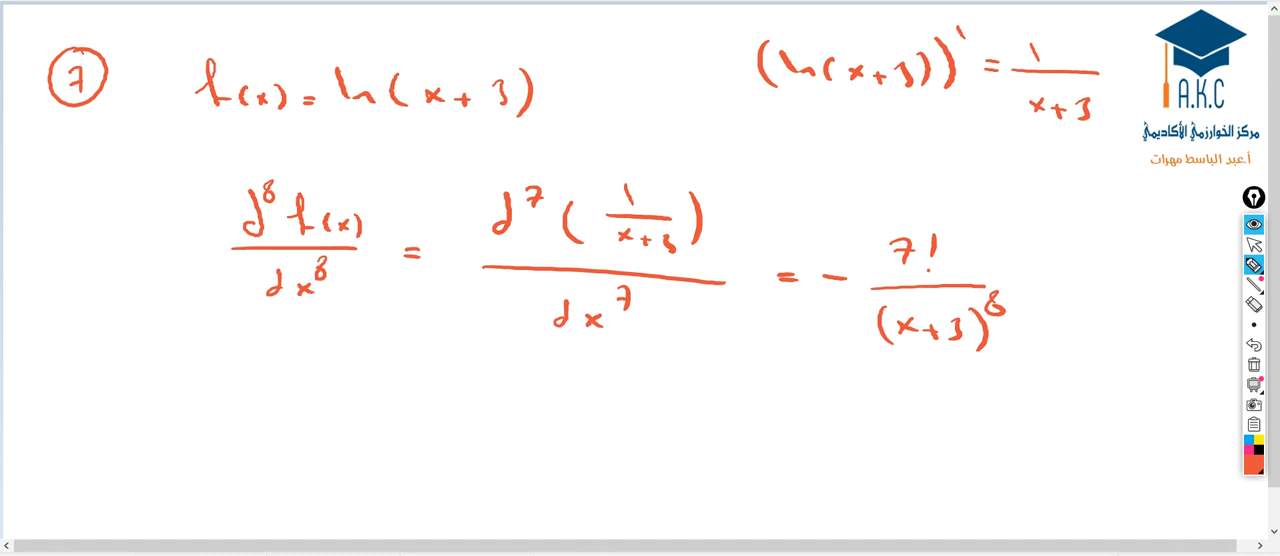 7
f(x) = ln(x+3)
(ln(x+3))' = 1/(x+3)
A.K.C
مركز الخوارزمي الأكاديمي
أ.عبد الباسط مهرات
d⁸ f(x)/dx⁸ = d⁷ (1/(x+3))/dx⁷ = - 7!/(x+3)⁸